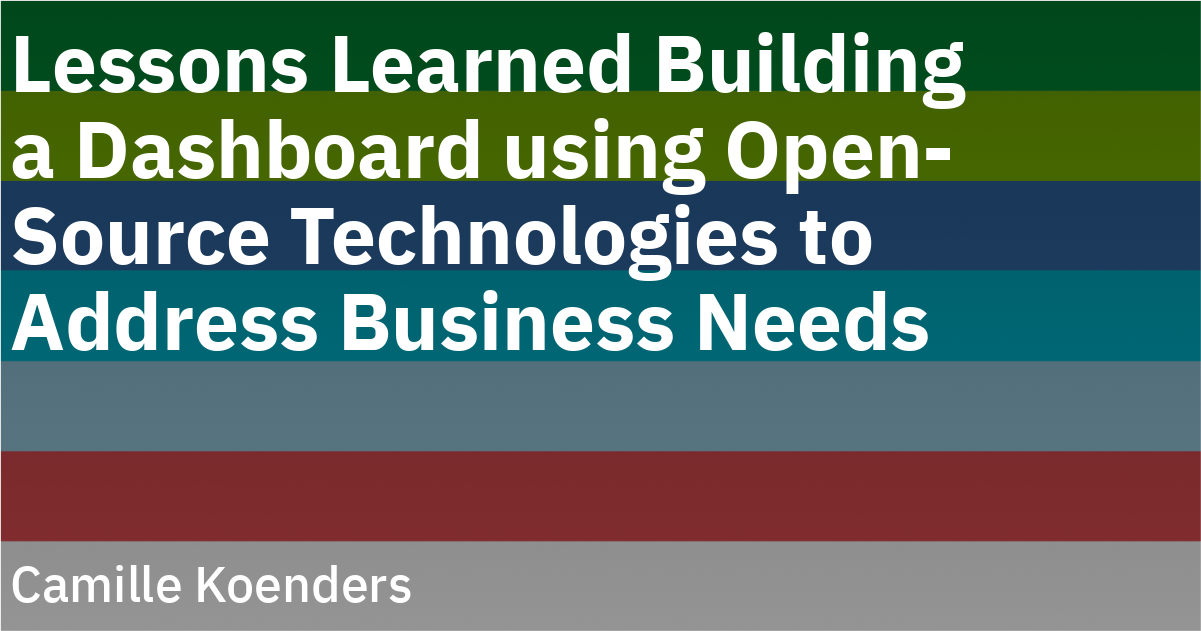 Lessons Learned Building
a Dashboard using Open-
Source Technologies to
Address Business Needs
Camille Koenders